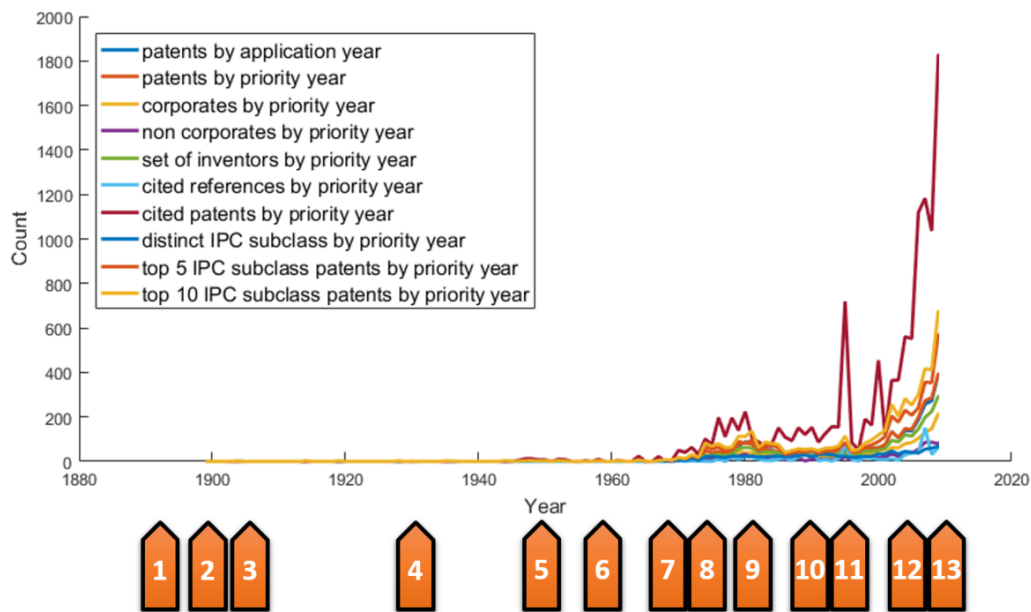 2000
1800
1600
1400
1200
1000
800
600
400
200
0
Count
patents by application year
patents by priority year
corporates by priority year
non corporates by priority year
set of inventors by priority year
cited references by priority year
cited patents by priority year
distinct IPC subclass by priority year
top 5 IPC subclass patents by priority year
top 10 IPC subclass patents by priority year
1880 1900 1920 1940 1960 1980 2000 2020
Year
1 2 3 4 5 6 7 8 9 10 11 12 13